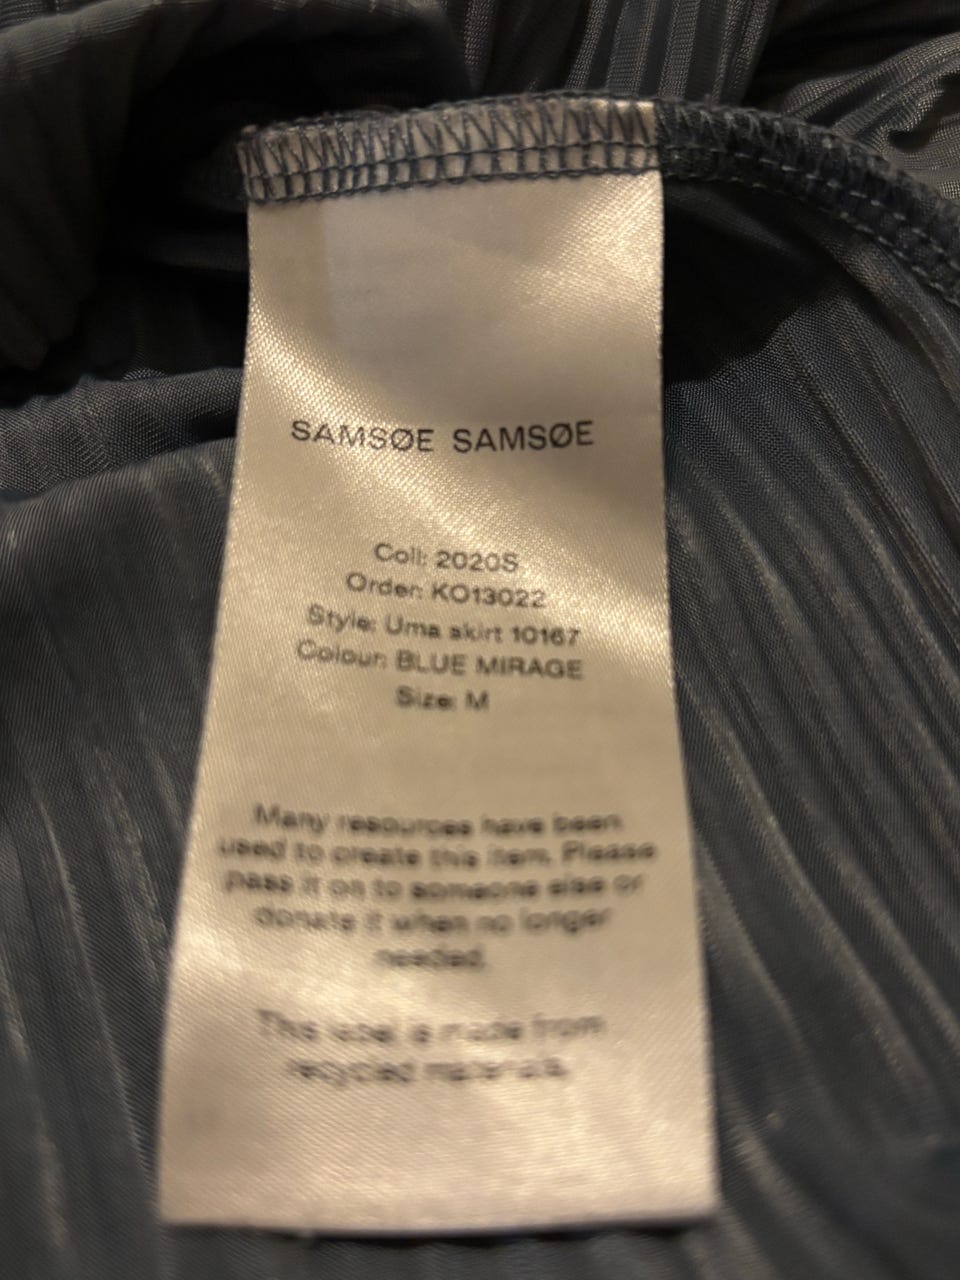 SAMSØE SAMSØE
Coll: 2020S
Order: KO13022
Style: Uma skirt 10167
Colour: BLUE MIRAGE
Size: M
Many resources have been
used to create this item. Please
pass it on to someone else or
donate it when no longer
needed.
This label is made from
recycled materials.